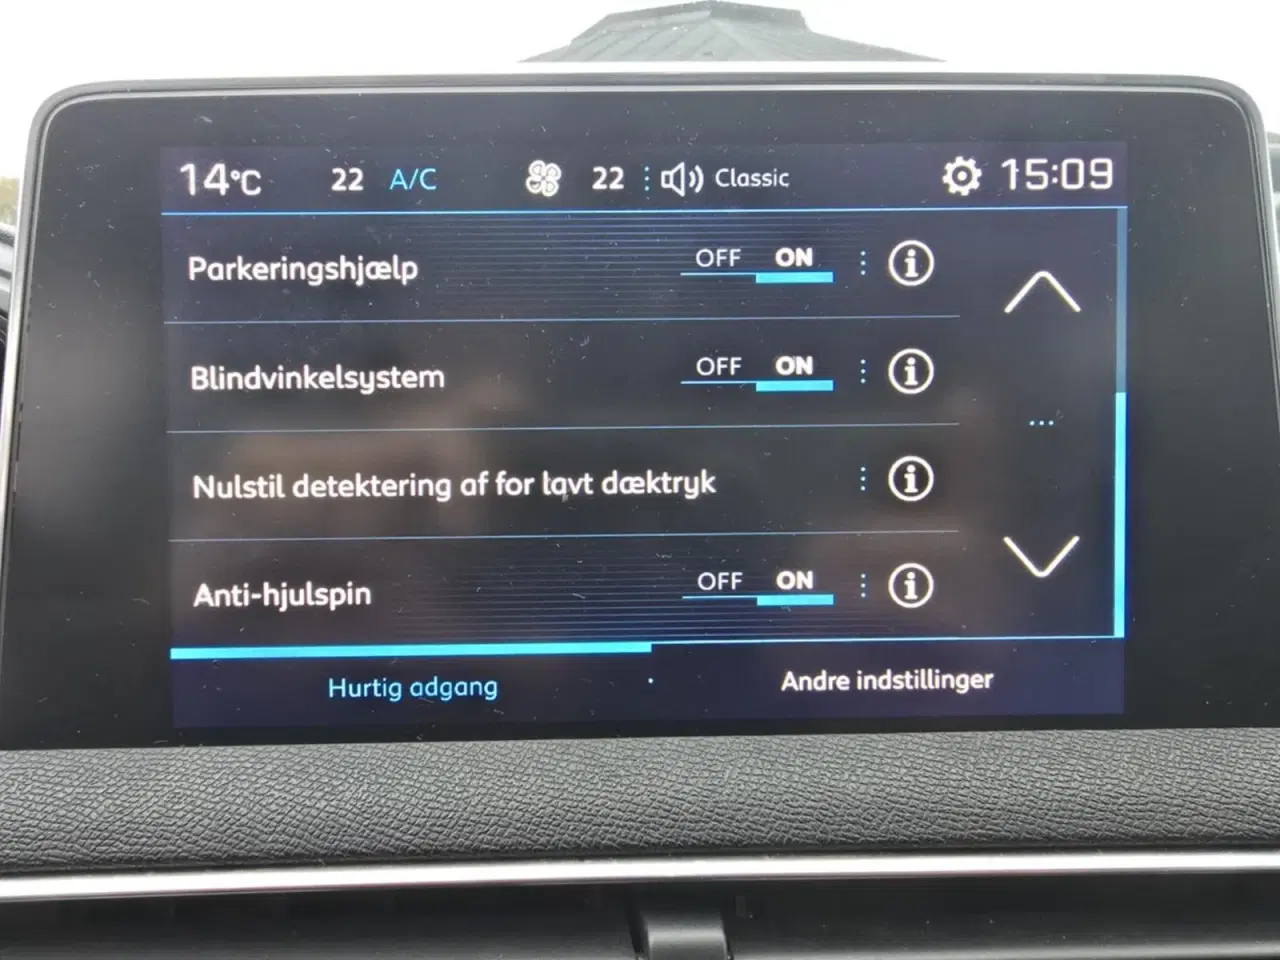 14°C 22 A/C 22 Classic 15:09
Parkeringshjælp OFF ON
Blindvinkelsystem OFF ON
Nulstil detektering af for lavt dæktryk
Anti-hjulspin OFF ON
Hurtig adgang Andre indstillinger